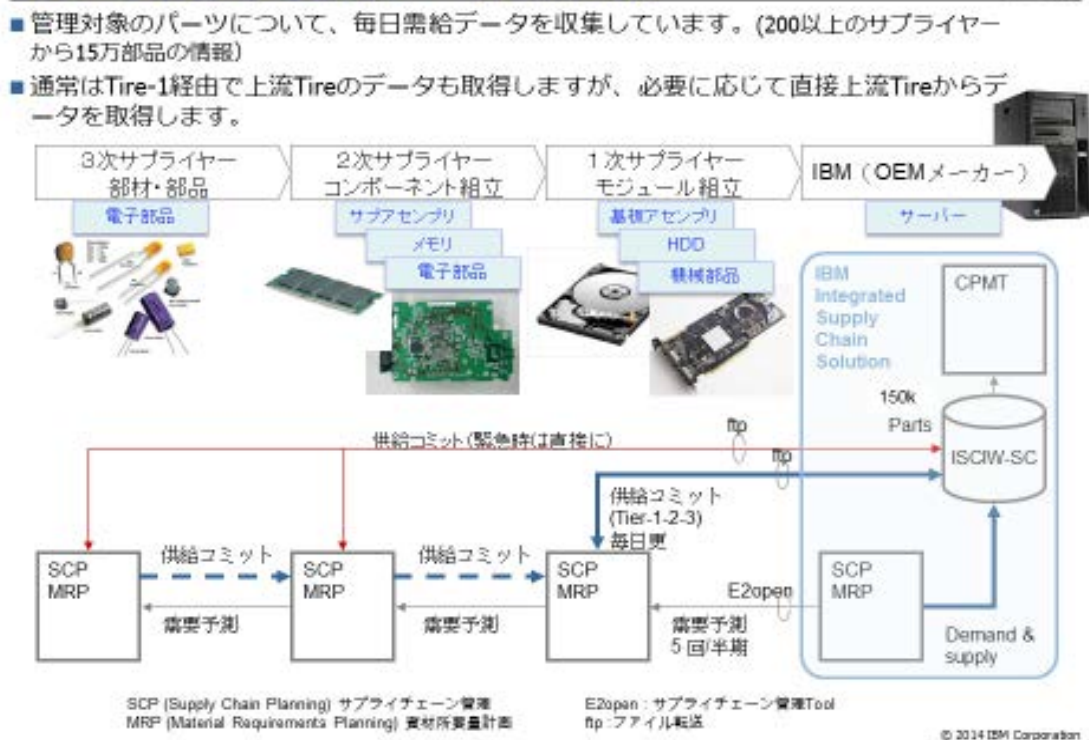 ■管理対象のパーツについて、毎日需給データを収集しています。(200以上のサプライヤー
から15万部品の情報)
■通常はTire-1経由で上流Tireのデータも取得しますが、必要に応じて直接上流Tireからデ
ータを取得します。
3次サプライヤー
部材・部品
2次サプライヤー
コンポーネント組立
1次サプライヤー
モジュール組立
IBM(OEMメーカー)
電子部品
サブアセンブリ
メモリ
電子部品
基板アセンブリ
HDD
機械部品
サーバー
IBM
Integrated
Supply
Chain
Solution
CPMT
150k
Parts
ISCIW-SC
供給コミット(緊急時は直接に)
ftp
ftp
供給コミット
(Tier-1-2-3)
毎日更
SCP
MRP
供給コミット
需要予測
SCP
MRP
供給コミット
需要予測
SCP
MRP
E2open
需要予測
5回/半期
SCP
MRP
Demand &
supply
SCP (Supply Chain Planning) サプライチェーン管理
MRP (Material Requirements Planning) 資材所要量計画
E2open:サプライチェーン管理Tool
ftp:ファイル転送
© 2014 IBM Corporation